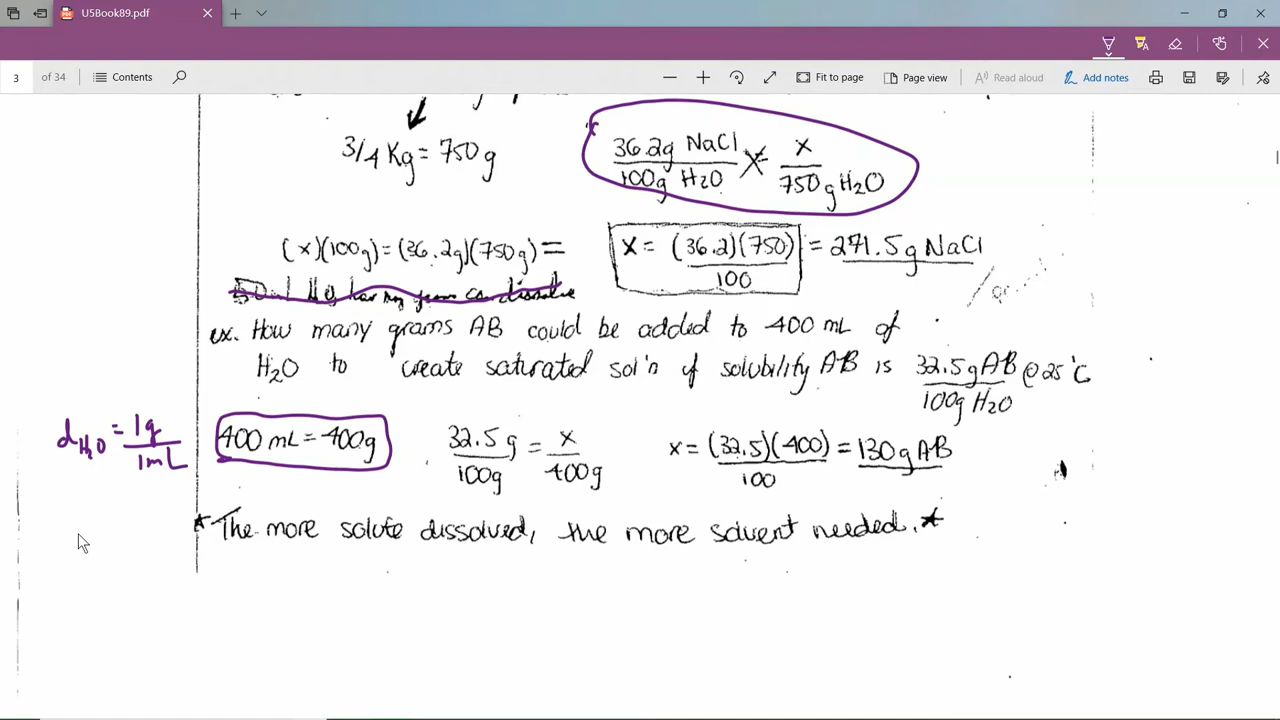 U5Book89.pdf
3 of 34 Contents Fit to page Page view Read aloud Add notes
3/4 Kg = 750 g
36.2g NaCl / 100g H2O = x / 750 g H2O
(x)(100g) = (36.2g)(750g) = x = (36.2)(750) / 100 = 271.5g NaCl
ex. How many grams AB could be added to 400 mL of
H2O to create saturated sol'n if solubility AB is 32.5g AB / 100g H2O @ 25°C
dH2O = 1g / 1mL 400 mL = 400g 32.5 g / 100g = x / 400g x = (32.5)(400) / 100 = 130g AB
* The more solute dissolved, the more solvent needed. *